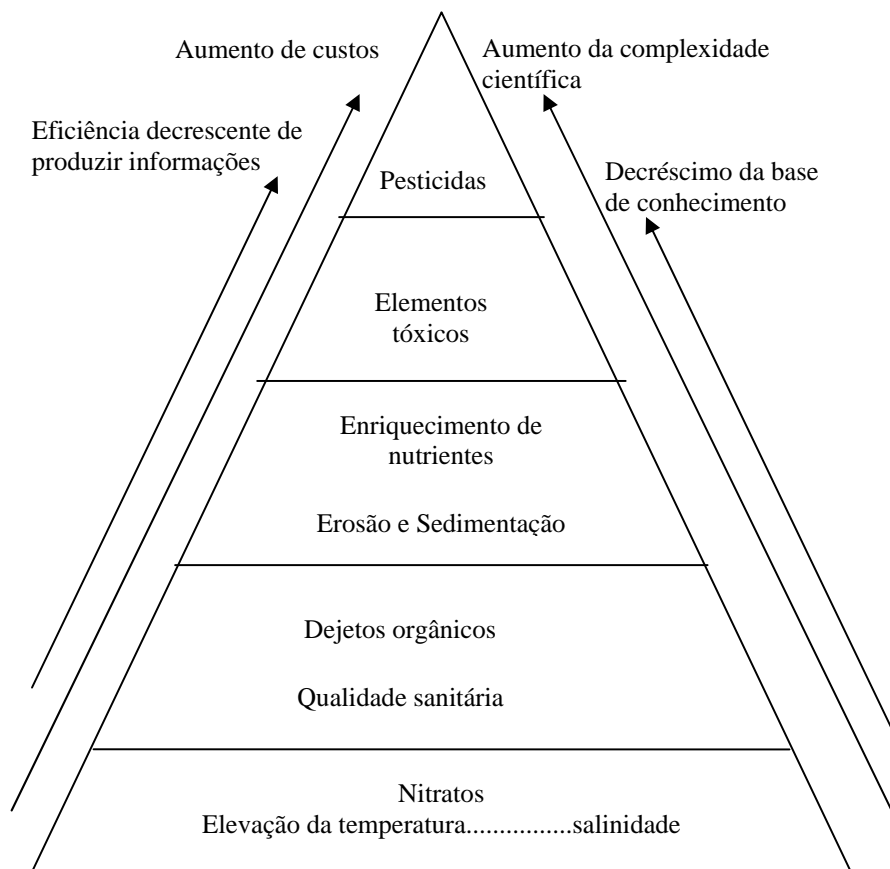 Aumento de custos
Aumento da complexidade
científica
Eficiência decrescente de
produzir informações
Decréscimo da base
de conhecimento
Pesticidas
Elementos
tóxicos
Enriquecimento de
nutrientes
Erosão e Sedimentação
Dejetos orgânicos
Qualidade sanitária
Nitratos
Elevação da temperatura................salinidade